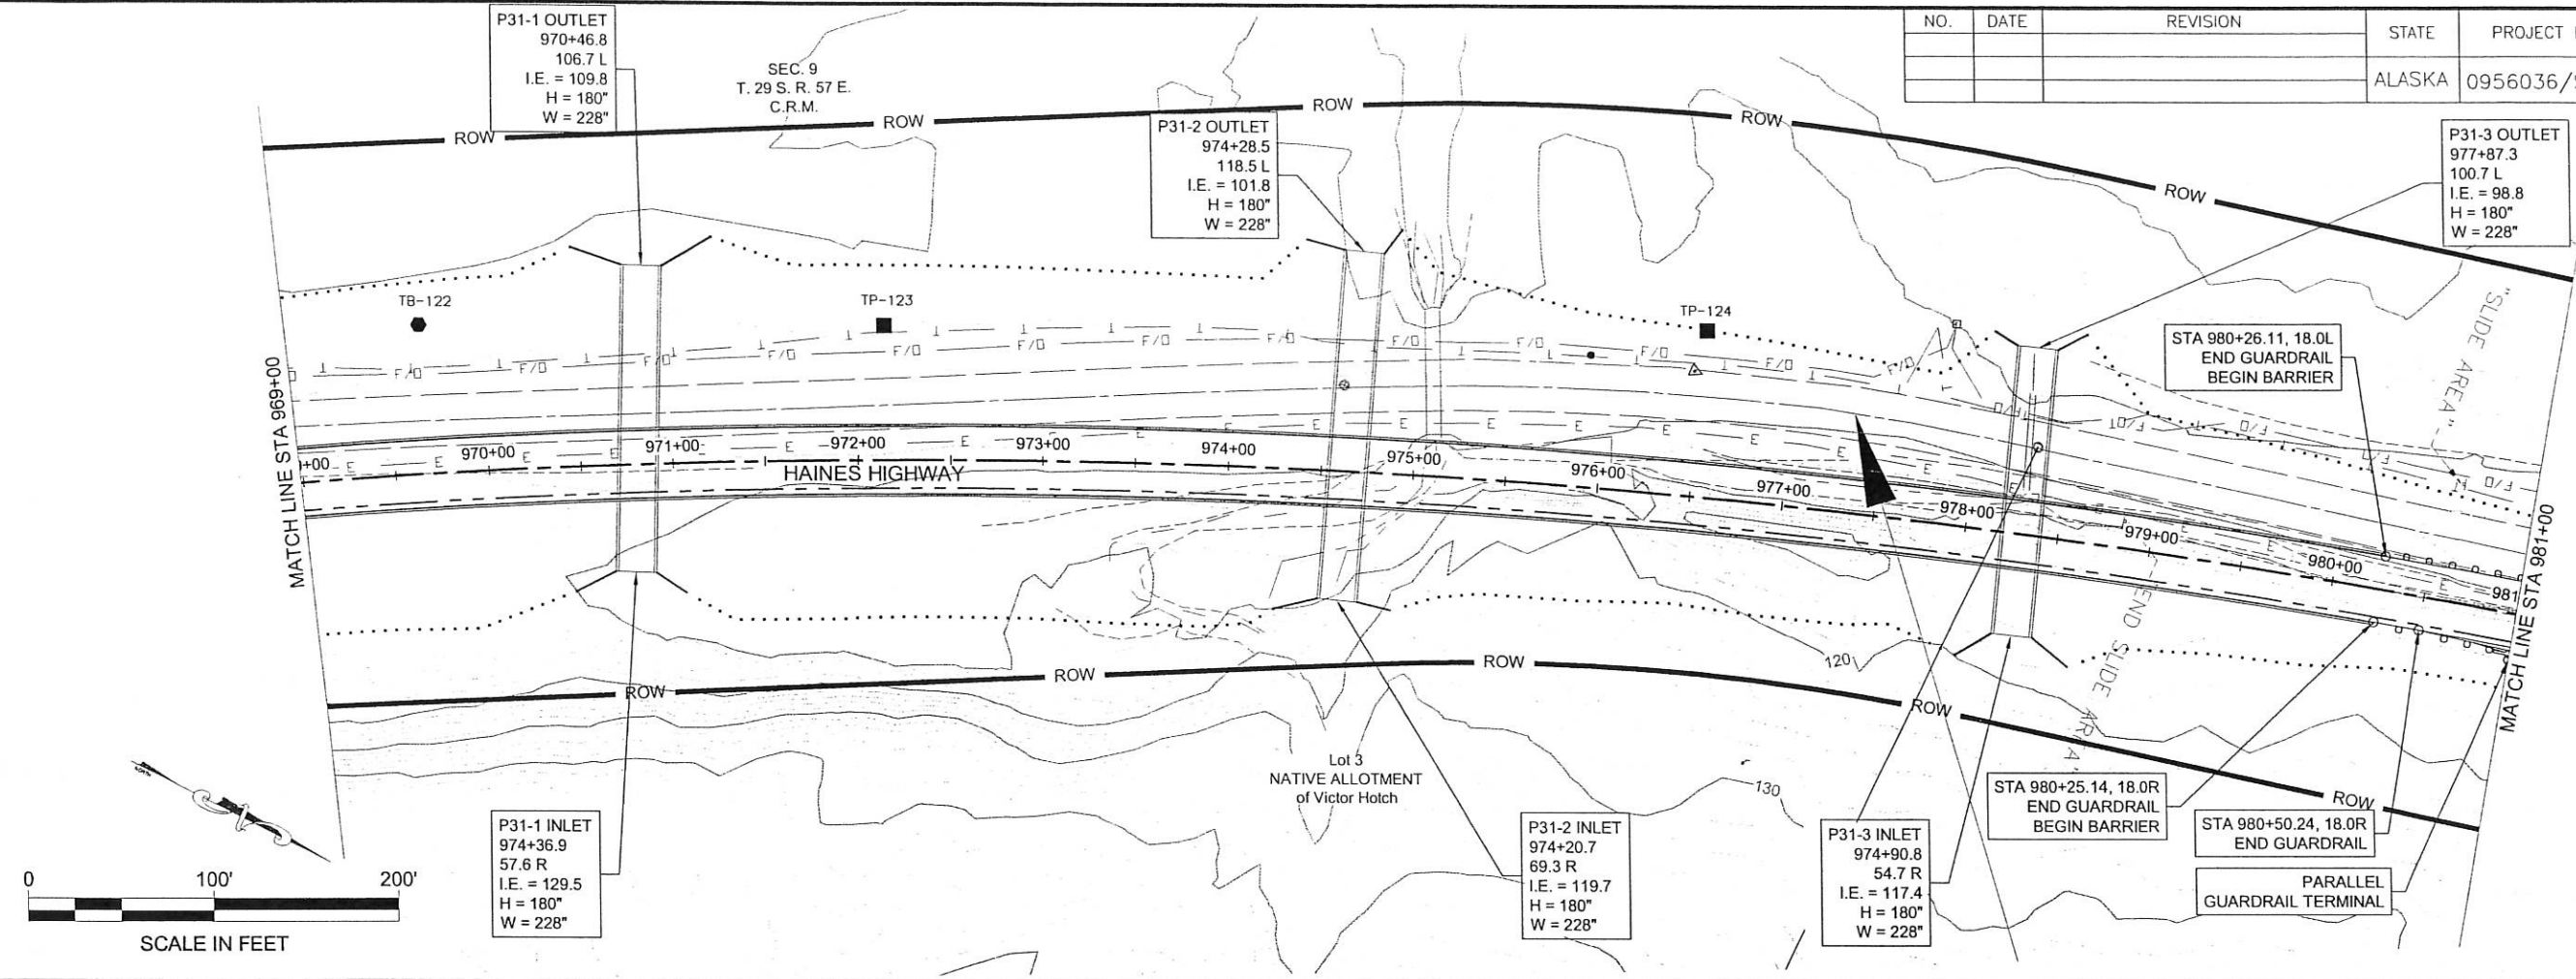 P31-1 OUTLET
970+46.8
106.7 L
I.E. = 109.8
H = 180"
W = 228"
SEC. 9
T. 29 S. R. 57 E.
C.R.M.
P31-2 OUTLET
974+28.5
118.5 L
I.E. = 101.8
H = 180"
W = 228"
NO. DATE REVISION STATE PROJECT
ALASKA 0956036/
P31-3 OUTLET
977+87.3
100.7 L
I.E. = 98.8
H = 180"
W = 228"
ROW ROW ROW ROW ROW
TB-122
TP-123
TP-124
"SLIDE AREA"
STA 980+26.11, 18.0L
END GUARDRAIL
BEGIN BARRIER
MATCH LINE STA 969+00
F/O F/O F/O F/O F/O F/O F/O F/O F/O F/O F/O F/O F/O F/O F/O
T T T T T T T T T T T T T T T
E E E E E E E E E E E E E E E
+00 970+00 971+00 972+00 973+00 974+00 975+00 976+00 977+00 978+00 979+00 980+00 981
HAINES HIGHWAY
MATCH LINE STA 981+00
END SLIDE AREA
120
130
ROW ROW ROW ROW ROW
Lot 3
NATIVE ALLOTMENT
of Victor Hotch
P31-1 INLET
974+36.9
57.6 R
I.E. = 129.5
H = 180"
W = 228"
P31-2 INLET
974+20.7
69.3 R
I.E. = 119.7
H = 180"
W = 228"
P31-3 INLET
974+90.8
54.7 R
I.E. = 117.4
H = 180"
W = 228"
STA 980+25.14, 18.0R
END GUARDRAIL
BEGIN BARRIER
STA 980+50.24, 18.0R
END GUARDRAIL
PARALLEL
GUARDRAIL TERMINAL
0 100' 200'
SCALE IN FEET